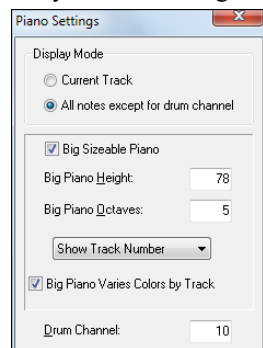 Piano Settings
Display Mode
Current Track
All notes except for drum channel
Big Sizeable Piano
Big Piano Height: 78
Big Piano Octaves: 5
Show Track Number
Big Piano Varies Colors by Track
Drum Channel: 10